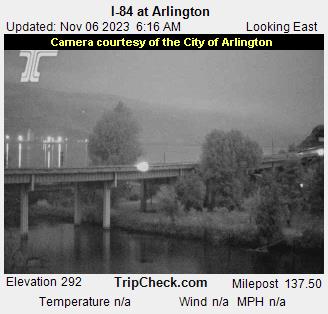 I-84 at Arlington
Updated: Nov 06 2023 6:16 AM Looking East
Camera courtesy of the City of Arlington
Elevation 292 TripCheck.com Milepost 137.50
Temperature n/a Wind n/a MPH n/a